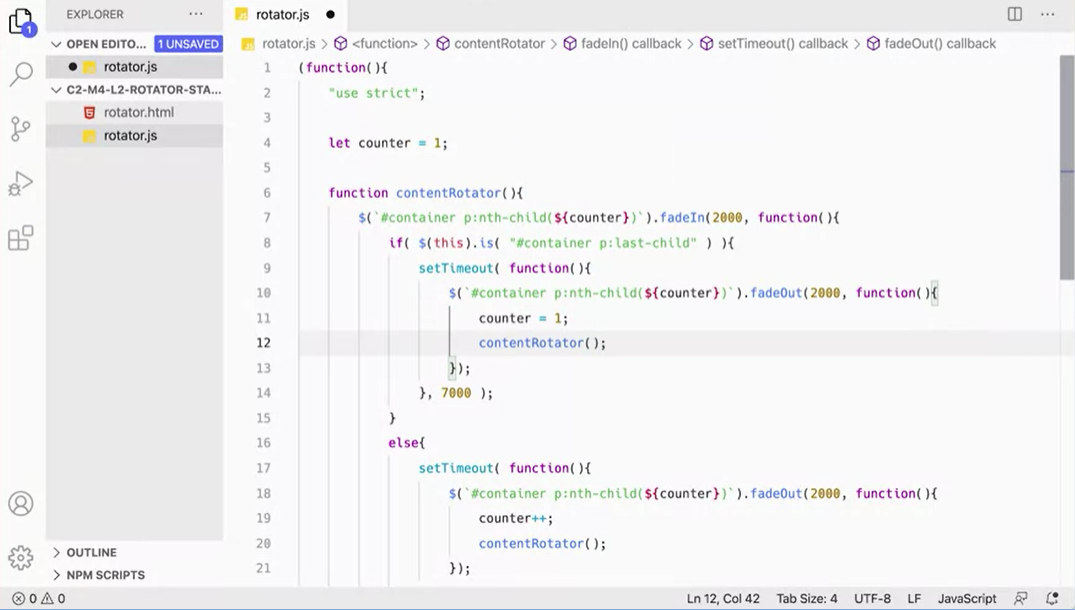 EXPLORER
OPEN EDITO... 1 UNSAVED
rotator.js
C2-M4-L2-ROTATOR-STA...
rotator.html
rotator.js
OUTLINE
NPM SCRIPTS
1
rotator.js
rotator.js > <function> > contentRotator > fadeIn() callback > setTimeout() callback > fadeOut() callback
1 (function(){
2 "use strict";
3
4 let counter = 1;
5
6 function contentRotator(){
7 $(`#container p:nth-child(${counter})`).fadeIn(2000, function(){
8 if( $(this).is( "#container p:last-child" ) ){
9 setTimeout( function(){
10 $(`#container p:nth-child(${counter})`).fadeOut(2000, function(){
11 counter = 1;
12 contentRotator();
13 });
14 }, 7000 );
15 }
16 else{
17 setTimeout( function(){
18 $(`#container p:nth-child(${counter})`).fadeOut(2000, function(){
19 counter++;
20 contentRotator();
21 });
0 0 Ln 12, Col 42 Tab Size: 4 UTF-8 LF JavaScript